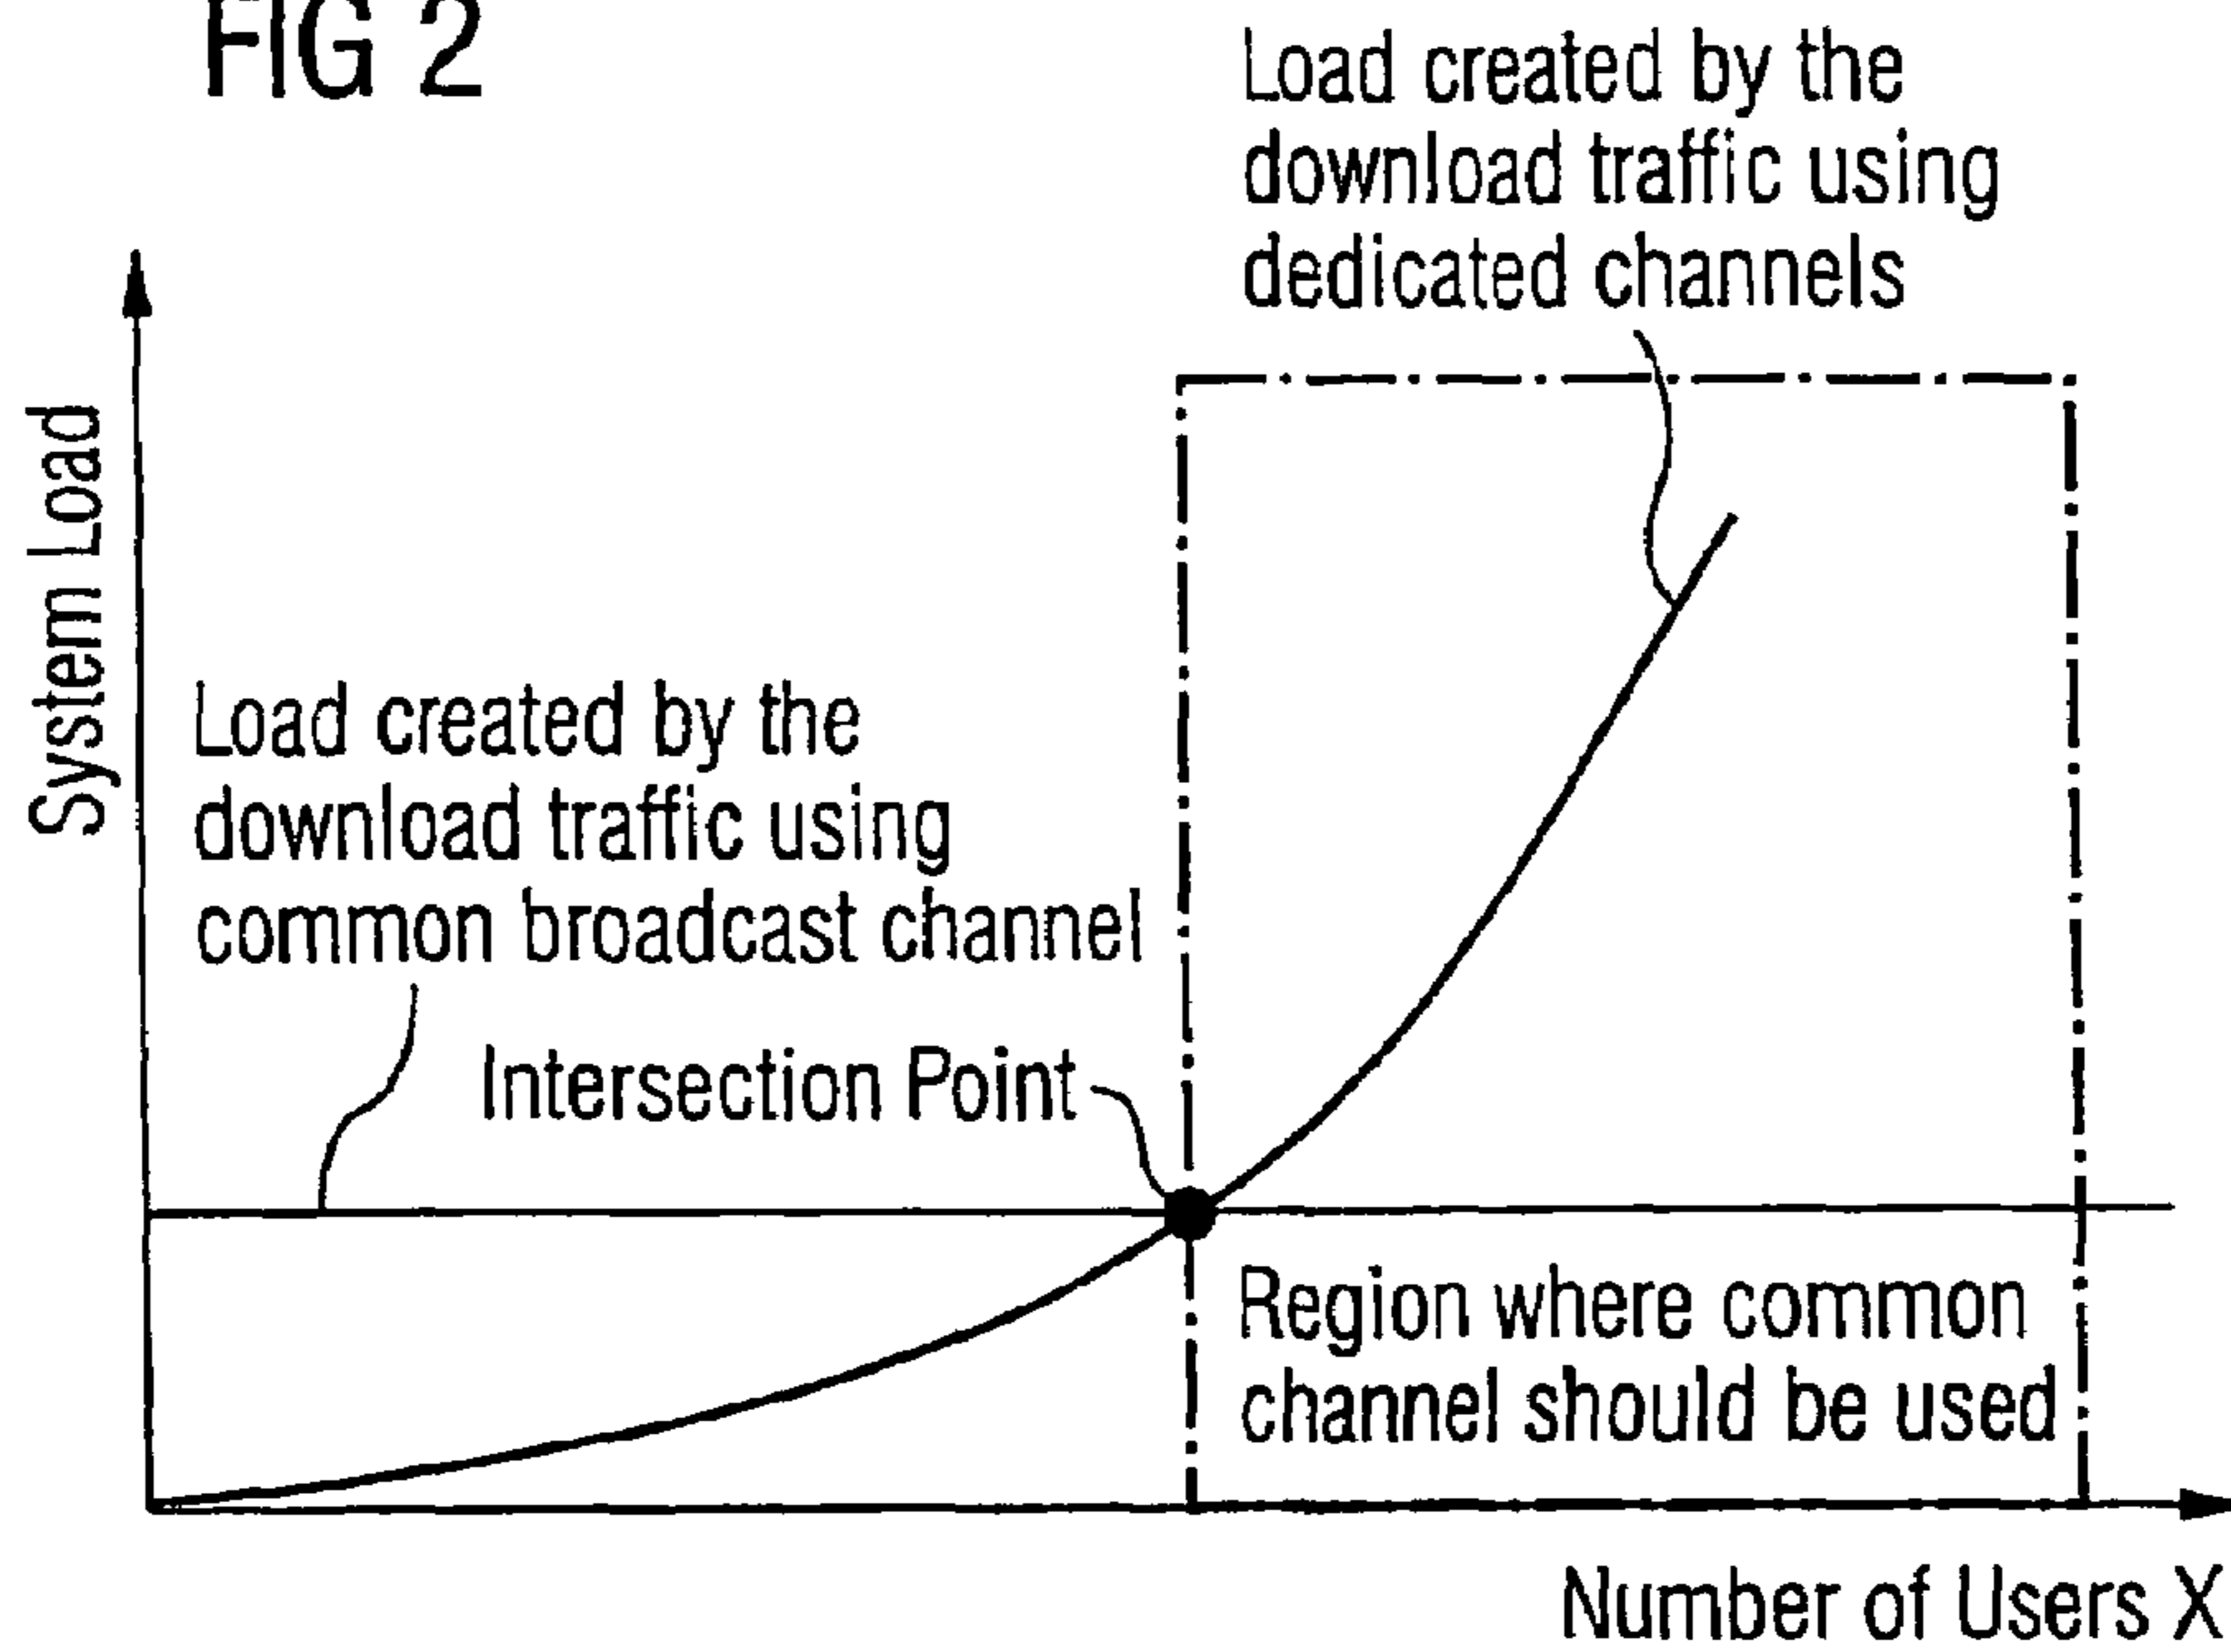 FIG 2
Load created by the
download traffic using
dedicated channels
System Load
Load created by the
download traffic using
common broadcast channel
Intersection Point
Region where common
channel should be used
Number of Users X